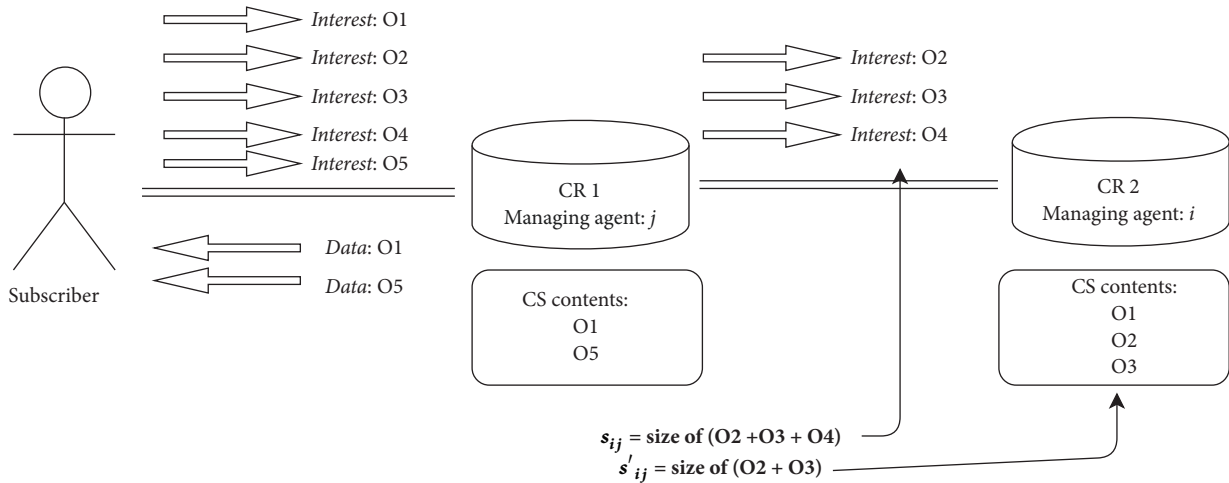 Interest: O1
Interest: O2
Interest: O3
Interest: O4
Interest: O5
Interest: O2
Interest: O3
Interest: O4
CR 1
Managing agent: j
CR 2
Managing agent: i
Data: O1
Data: O5
Subscriber
CS contents:
O1
O5
CS contents:
O1
O2
O3
s_{ij} = size of (O2 +O3 + O4)
s'_{ij} = size of (O2 + O3)